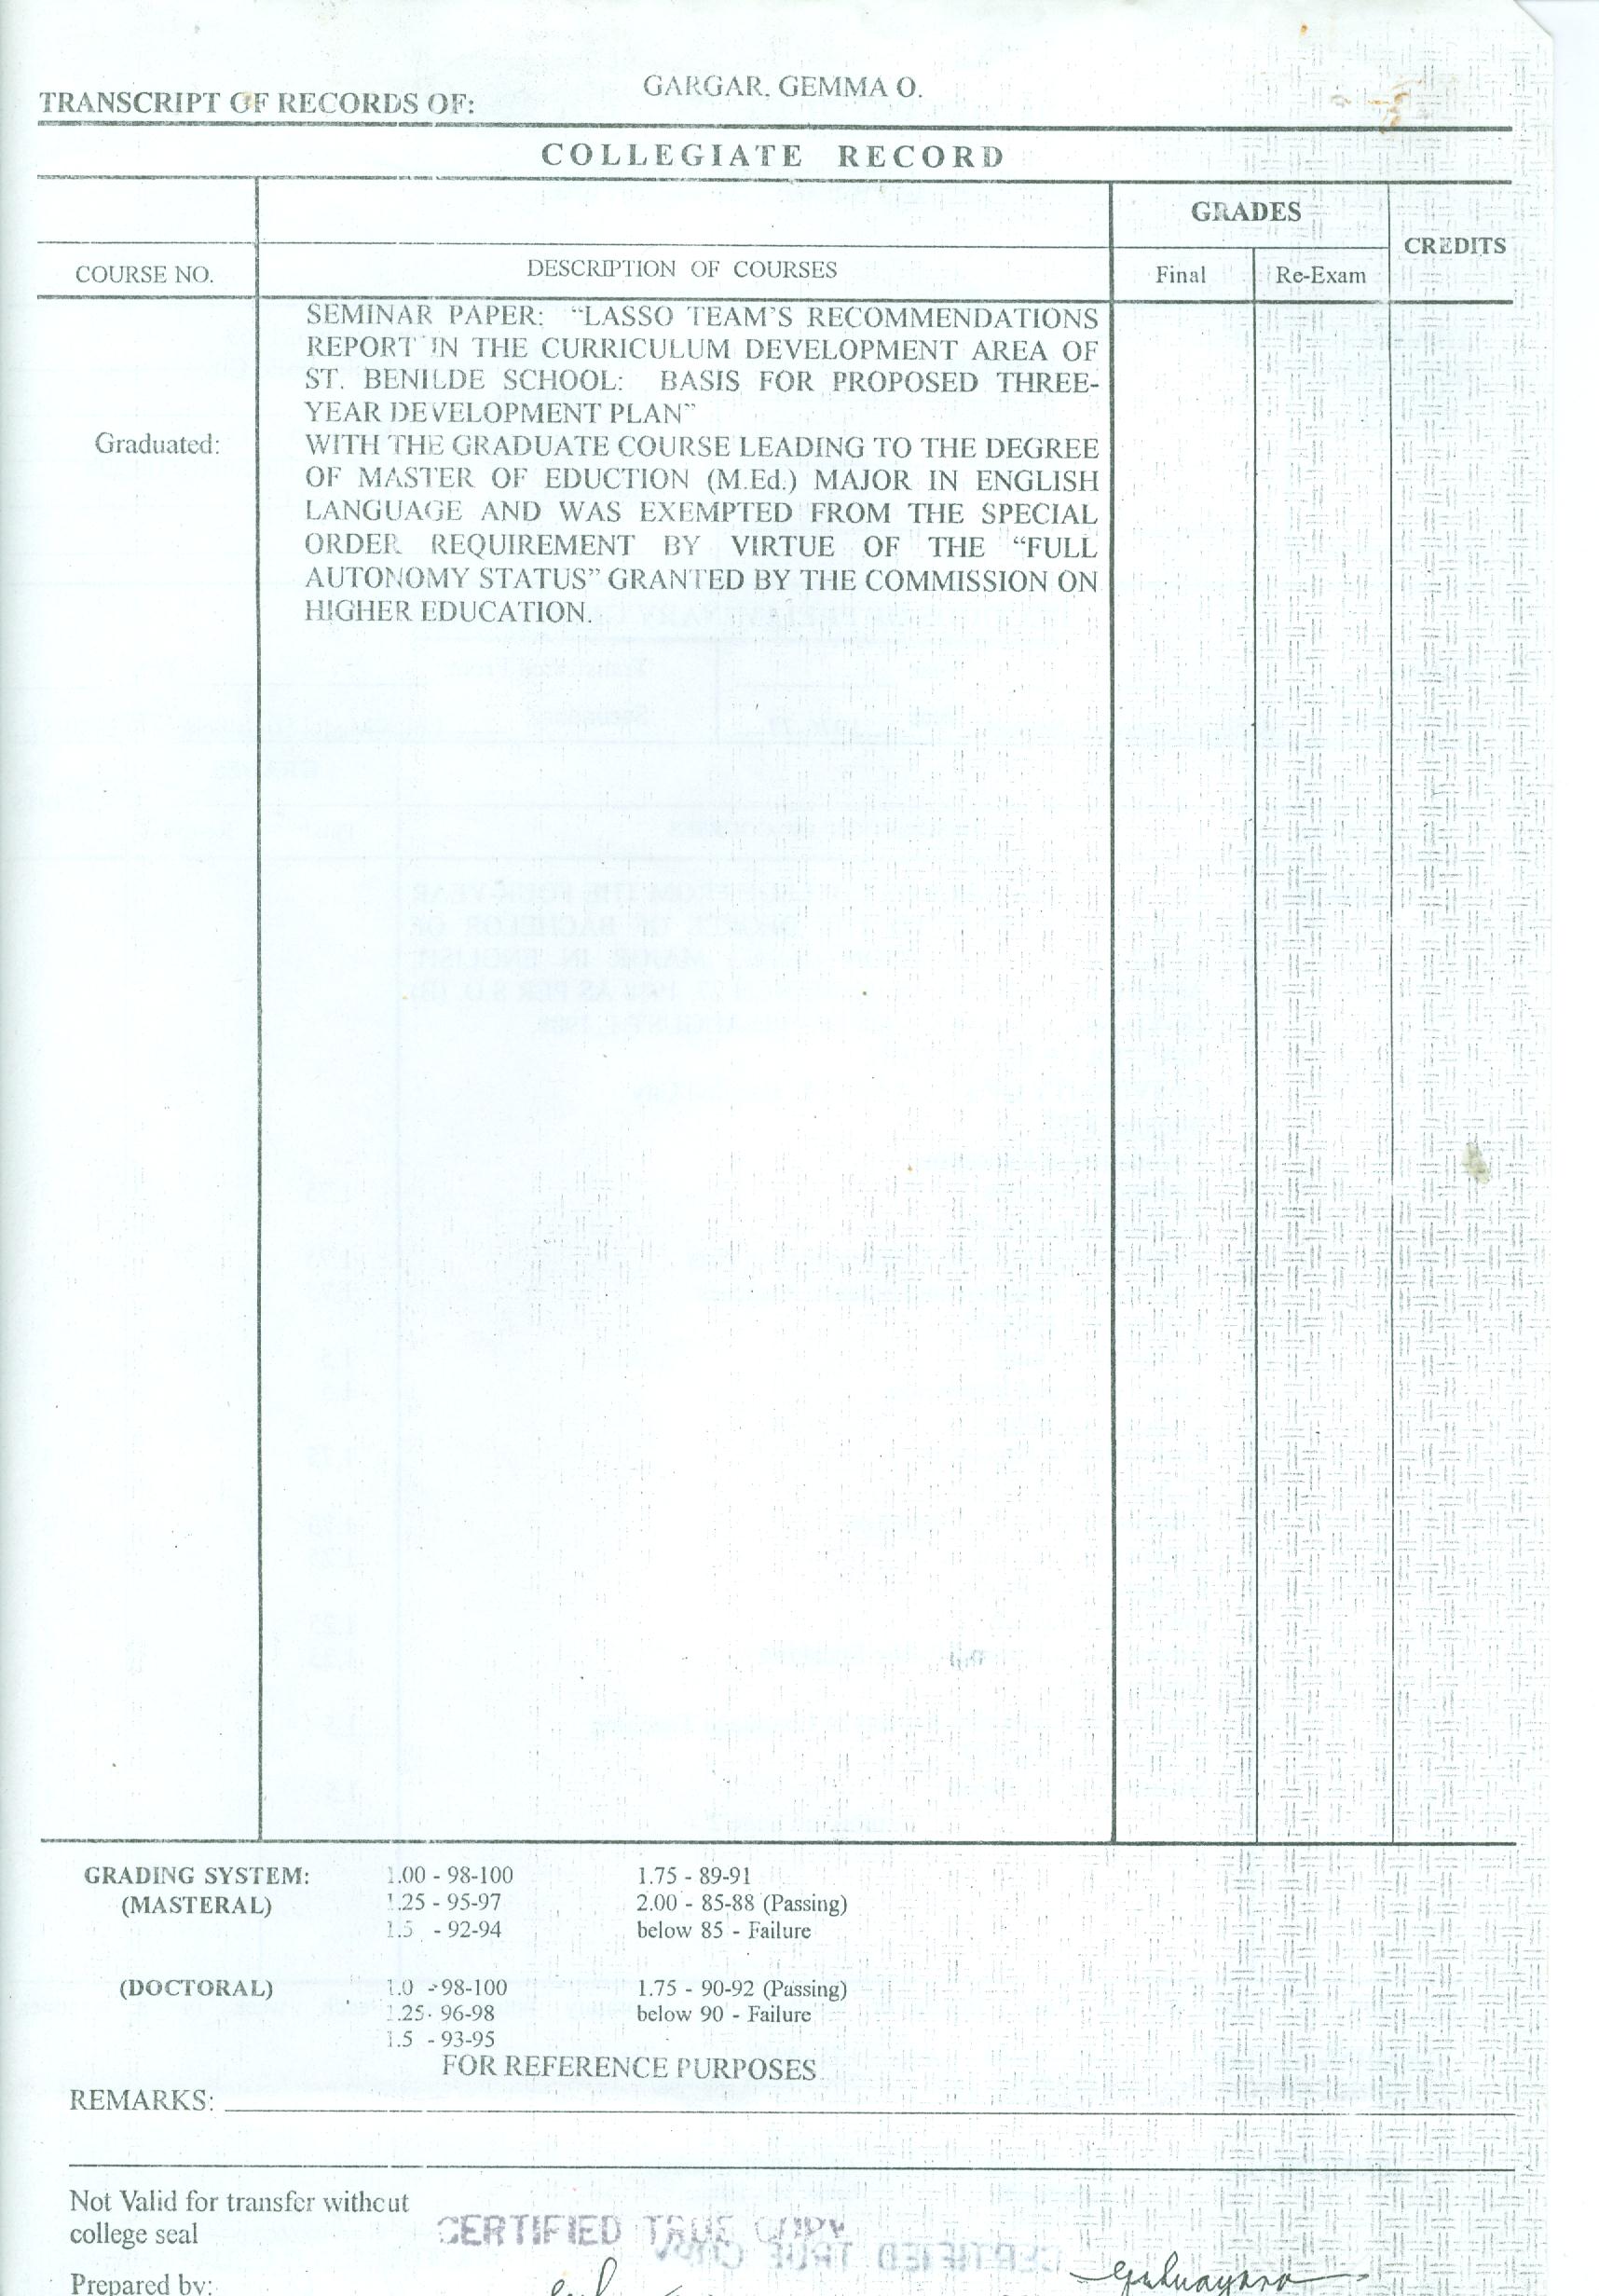 GARGAR, GEMMA O.
TRANSCRIPT OF RECORDS OF:
COLLEGIATE RECORD
GRADES
CREDITS
COURSE NO.
DESCRIPTION OF COURSES
Final
Re-Exam
SEMINAR PAPER: “LASSO TEAM’S RECOMMENDATIONS
REPORT IN THE CURRICULUM DEVELOPMENT AREA OF
ST. BENILDE SCHOOL: BASIS FOR PROPOSED THREE-
YEAR DEVELOPMENT PLAN”
Graduated:
WITH THE GRADUATE COURSE LEADING TO THE DEGREE
OF MASTER OF EDUCTION (M.Ed.) MAJOR IN ENGLISH
LANGUAGE AND WAS EXEMPTED FROM THE SPECIAL
ORDER REQUIREMENT BY VIRTUE OF THE “FULL
AUTONOMY STATUS” GRANTED BY THE COMMISSION ON
HIGHER EDUCATION.
GRADING SYSTEM: 1.00 - 98-100 1.75 - 89-91
(MASTERAL) 1.25 - 95-97 2.00 - 85-88 (Passing)
1.5 - 92-94 below 85 - Failure
(DOCTORAL) 1.0 - 98-100 1.75 - 90-92 (Passing)
1.25 - 96-98 below 90 - Failure
1.5 - 93-95
FOR REFERENCE PURPOSES
REMARKS:
Not Valid for transfer without
college seal
CERTIFIED TRUE COPY
Prepared by: